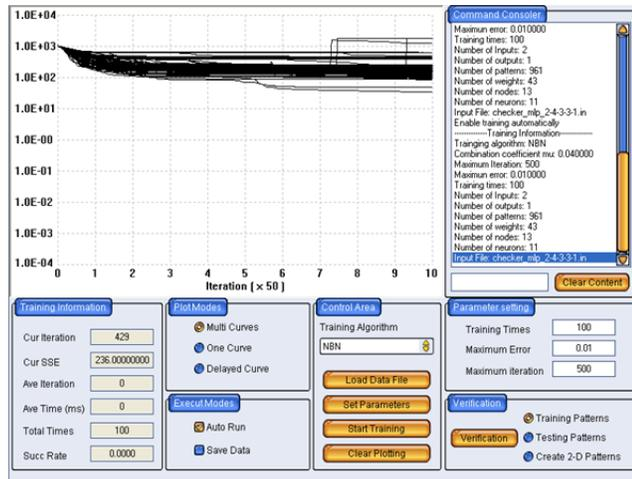 1.0E+04
1.0E+03
1.0E+02
1.0E+01
1.0E-00
1.0E-01
1.0E-02
1.0E-03
1.0E-04
0 1 2 3 4 5 6 7 8 9 10
Iteration [ x 50 ]
Command Consoler
Maximun error: 0.010000
Training times: 100
Number of Inputs: 2
Number of outputs: 1
Number of patterns: 961
Number of weights: 43
Number of nodes: 13
Number of neurons: 11
Input File: checker_mlp_2-4-3-3-1.in
Enable training automatically
------------Training Information------------
Trainging algorithm: NBN
Combination coefficient mu: 0.040000
Maximum Iteration: 500
Maximun error: 0.010000
Training times: 100
Number of Inputs: 2
Number of outputs: 1
Number of patterns: 961
Number of weights: 43
Number of nodes: 13
Number of neurons: 11
Input File: checker_mlp_2-4-3-3-1.in
Clear Content
Training Information
Cur Iteration 429
Cur SSE 236.00000000
Ave Iteration 0
Ave Time (ms) 0
Total Times 100
Succ Rate 0.0000
Plot Modes
Multi Curves
One Curve
Delayed Curve
Execut Modes
Auto Run
Save Data
Control Area
Training Algorithm
NBN
Load Data File
Set Parameters
Start Training
Clear Plotting
Parameter setting
Training Times 100
Maximum Error 0.01
Maximum iteration 500
Verification
Verification
Training Patterns
Testing Patterns
Create 2-D Patterns